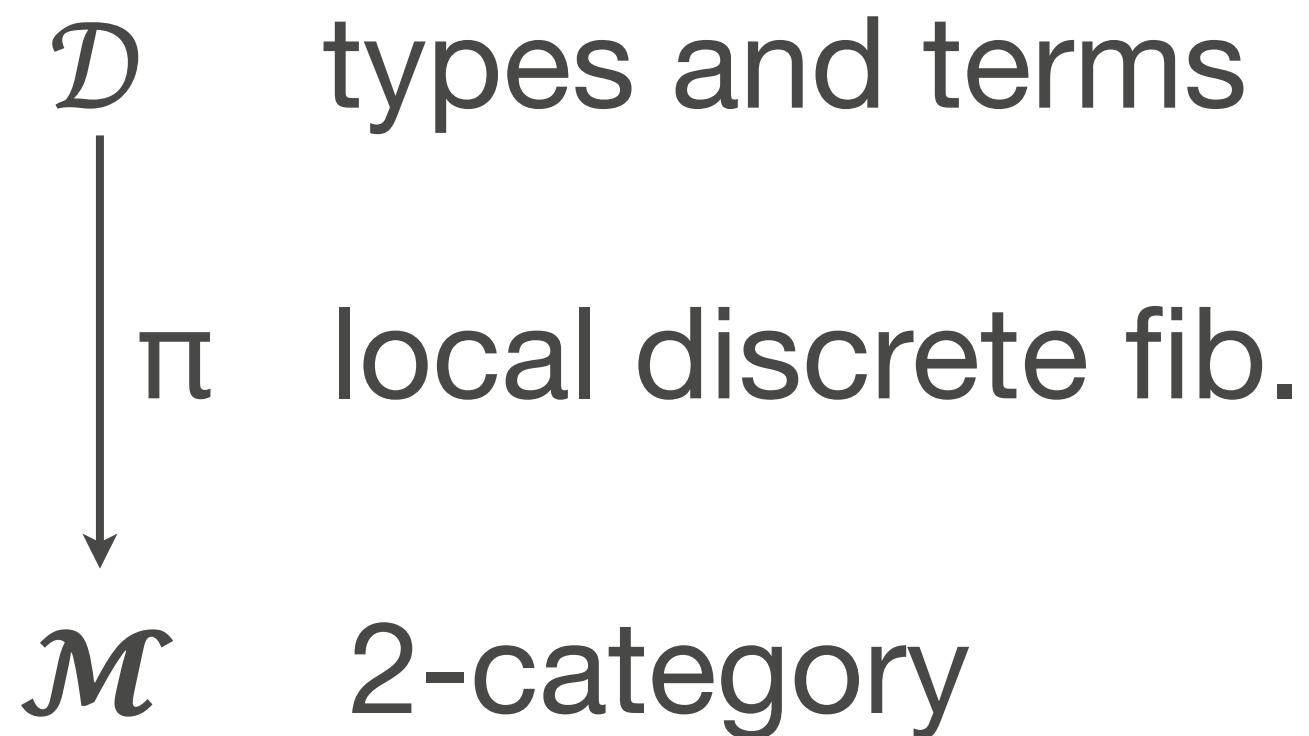 𝒟 types and terms
π local discrete fib.
ℳ 2-category